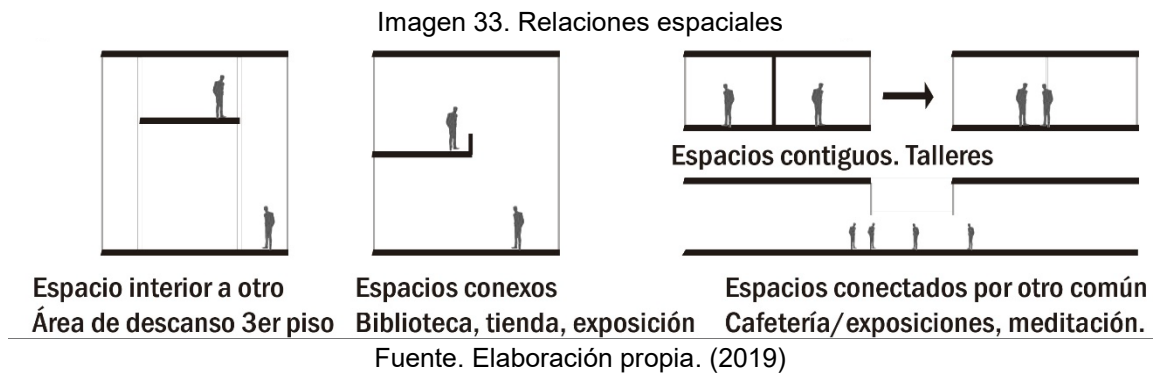 Imagen 33. Relaciones espaciales
Espacios contiguos. Talleres
Espacio interior a otro
Área de descanso 3er piso
Espacios conexos
Biblioteca, tienda, exposición
Espacios conectados por otro común
Cafetería/exposiciones, meditación.
Fuente. Elaboración propia. (2019)